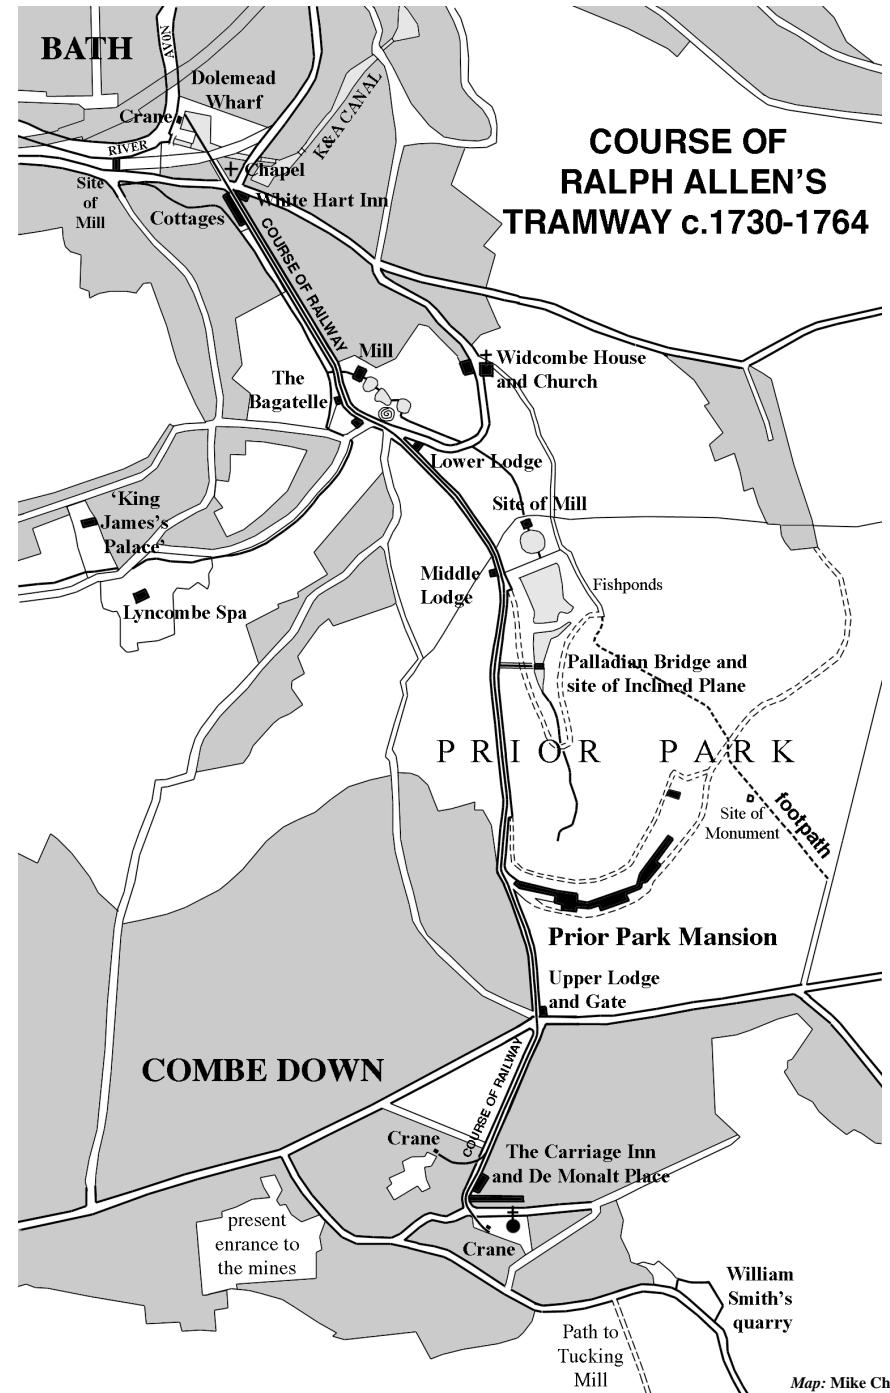 BATH
AVON
Dolemead
Wharf
Crane
RIVER
K&A CANAL
COURSE OF
RALPH ALLEN'S
TRAMWAY c.1730-1764
Chapel
Site
of
Mill
White Hart Inn
Cottages
COURSE OF RAILWAY
Mill
Widcombe House
and Church
The
Bagatelle
Lower Lodge
'King
James's
Palace'
Site of Mill
Middle
Lodge
Fishponds
Lyncombe Spa
Palladian Bridge and
site of Inclined Plane
PRIOR PARK
Site of
Monument
footpath
Prior Park Mansion
Upper Lodge
and Gate
COMBE DOWN
COURSE OF RAILWAY
Crane
The Carriage Inn
and De Monalt Place
present
entrance to
the mines
Crane
William
Smith's
quarry
Path to
Tucking
Mill
Map: Mike Ch